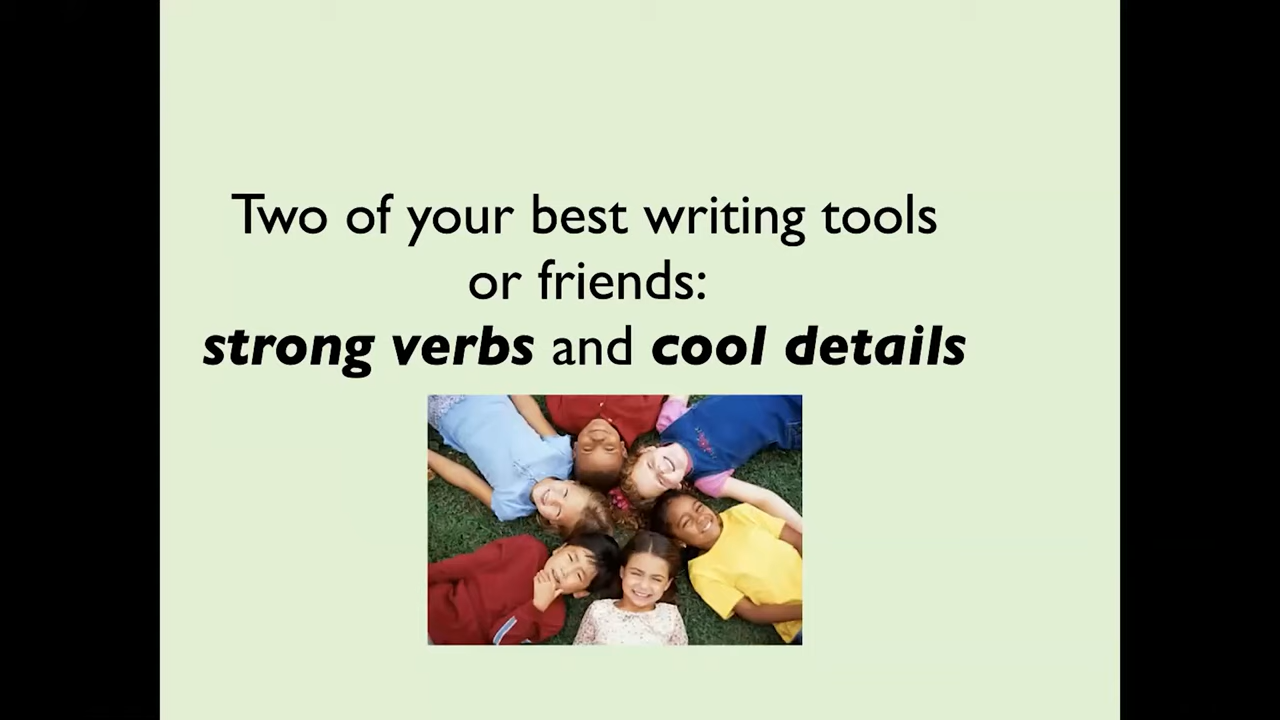 Two of your best writing tools
or friends:
strong verbs and cool details